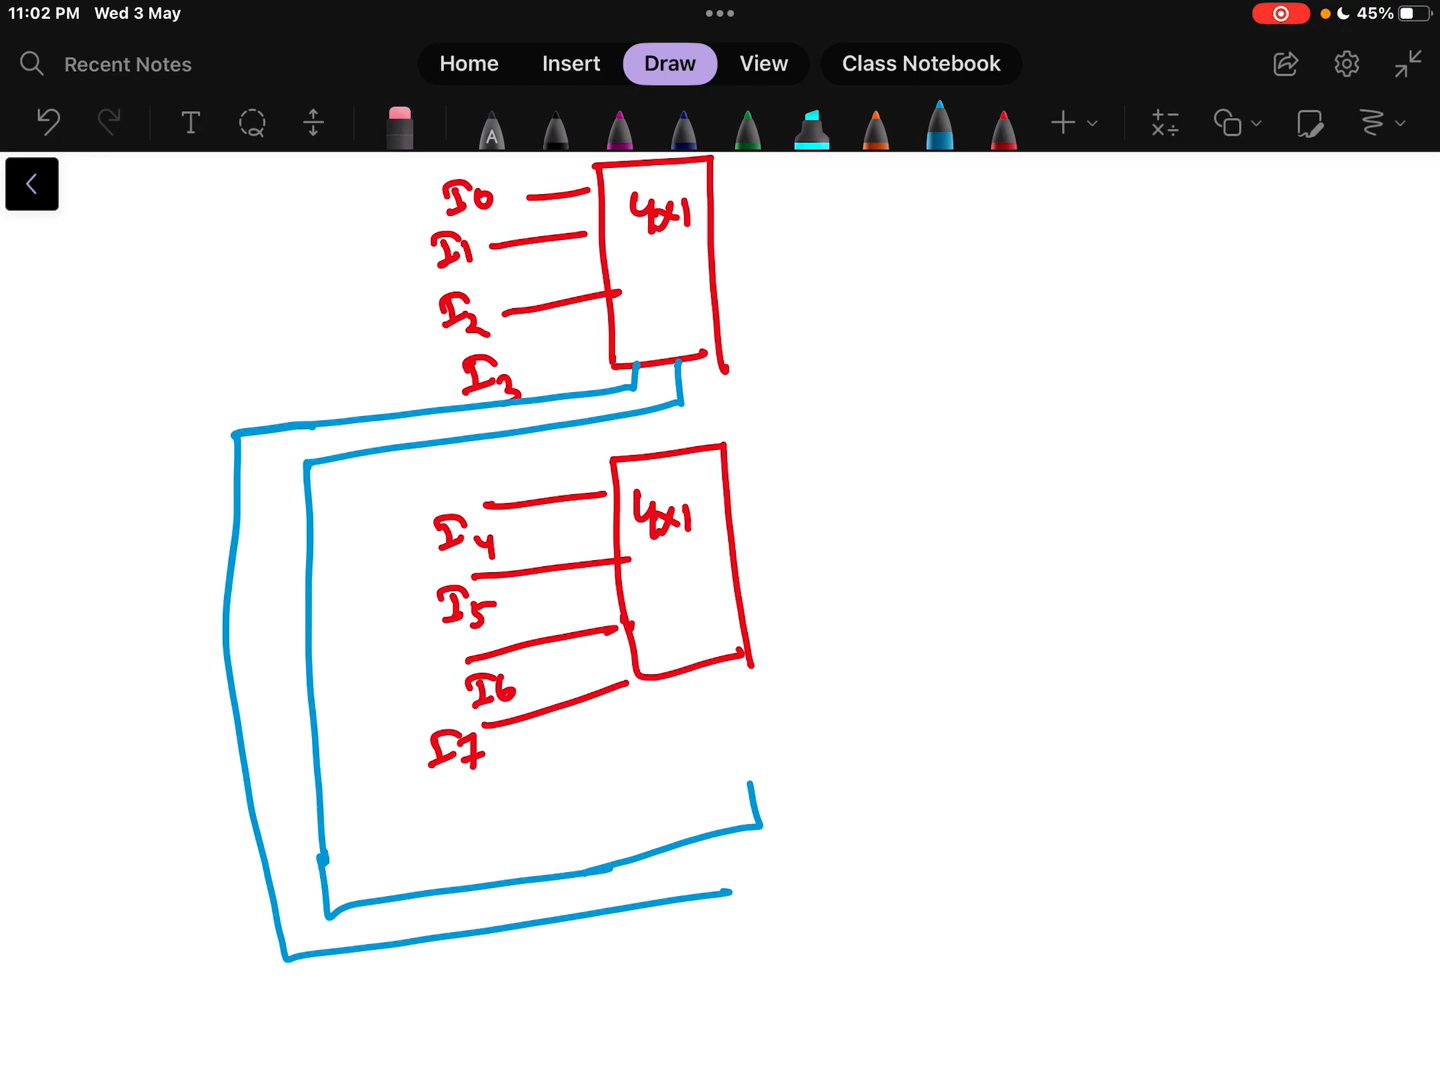 11:02 PM Wed 3 May
45%
Recent Notes
Home Insert Draw View Class Notebook
T
A
I0
4x1
I1
I2
I3
4x1
I4
I5
I6
I7